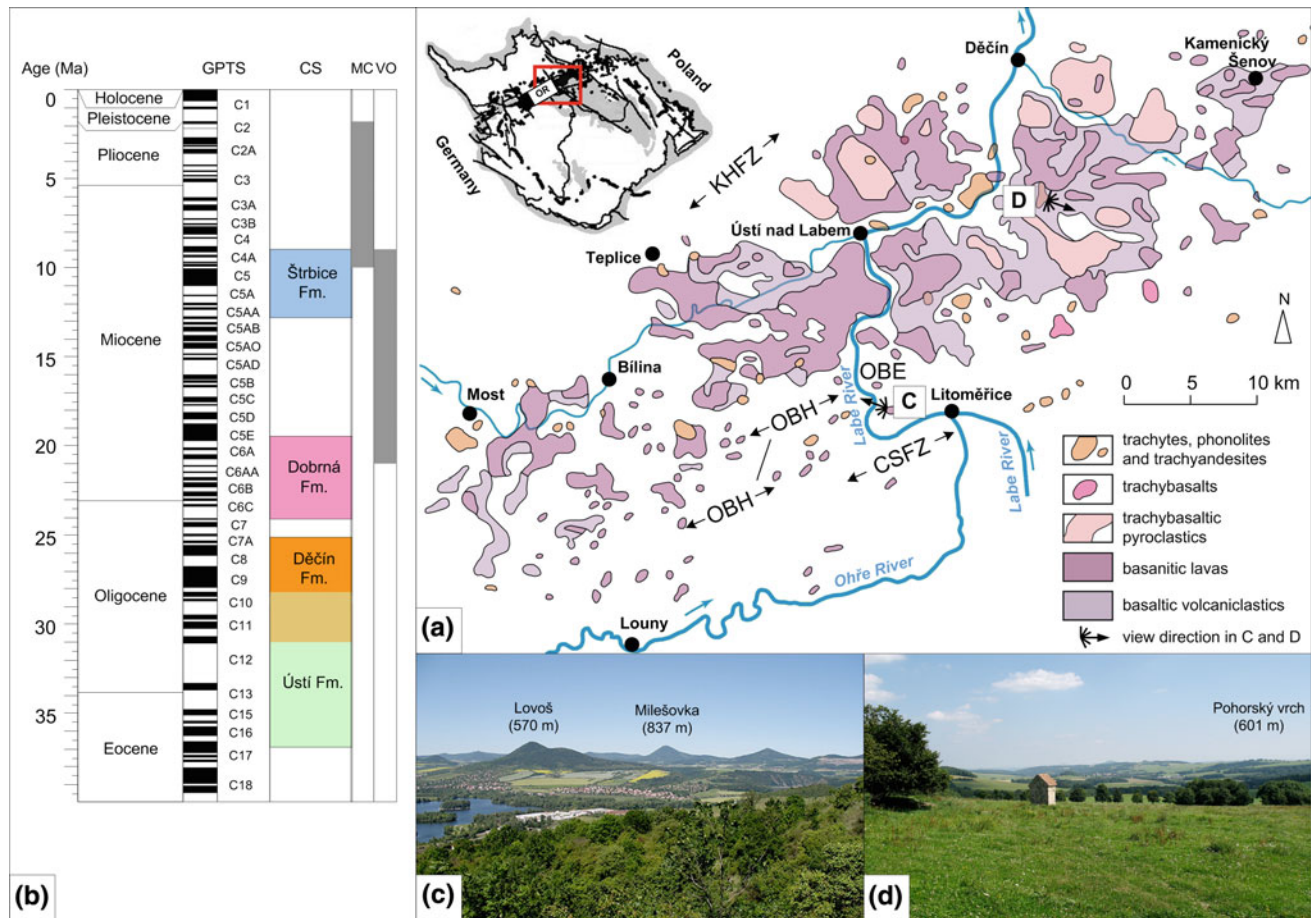 Age (Ma)
GPTS
CS
MC
VO
0
5
10
15
20
25
30
35
Holocene
Pleistocene
Pliocene
Miocene
Oligocene
Eocene
C1
C2
C2A
C3
C3A
C3B
C4
C4A
C5
C5A
C5AA
C5AB
C5AO
C5AD
C5B
C5C
C5D
C5E
C6A
C6AA
C6B
C6C
C7
C7A
C8
C9
C10
C11
C12
C13
C15
C16
C17
C18
Štrbice
Fm.
Dobrná
Fm.
Děčín
Fm.
Ústí Fm.
(b)
Poland
Germany
OR
Děčín
Kamenický
Šenov
KHFZ
D
Ústí nad Labem
Teplice
N
Bílina
Most
OBE
C
Litoměřice
Labe River
Labe River
OBH
OBH
CSFZ
Ohře River
Louny
0 5 10 km
trachytes, phonolites
and trachyandesites
trachybasalts
trachybasaltic
pyroclastics
basanitic lavas
basaltic volcaniclastics
view direction in C and D
(a)
Lovoš
(570 m)
Milešovka
(837 m)
(c)
Pohorský vrch
(601 m)
(d)